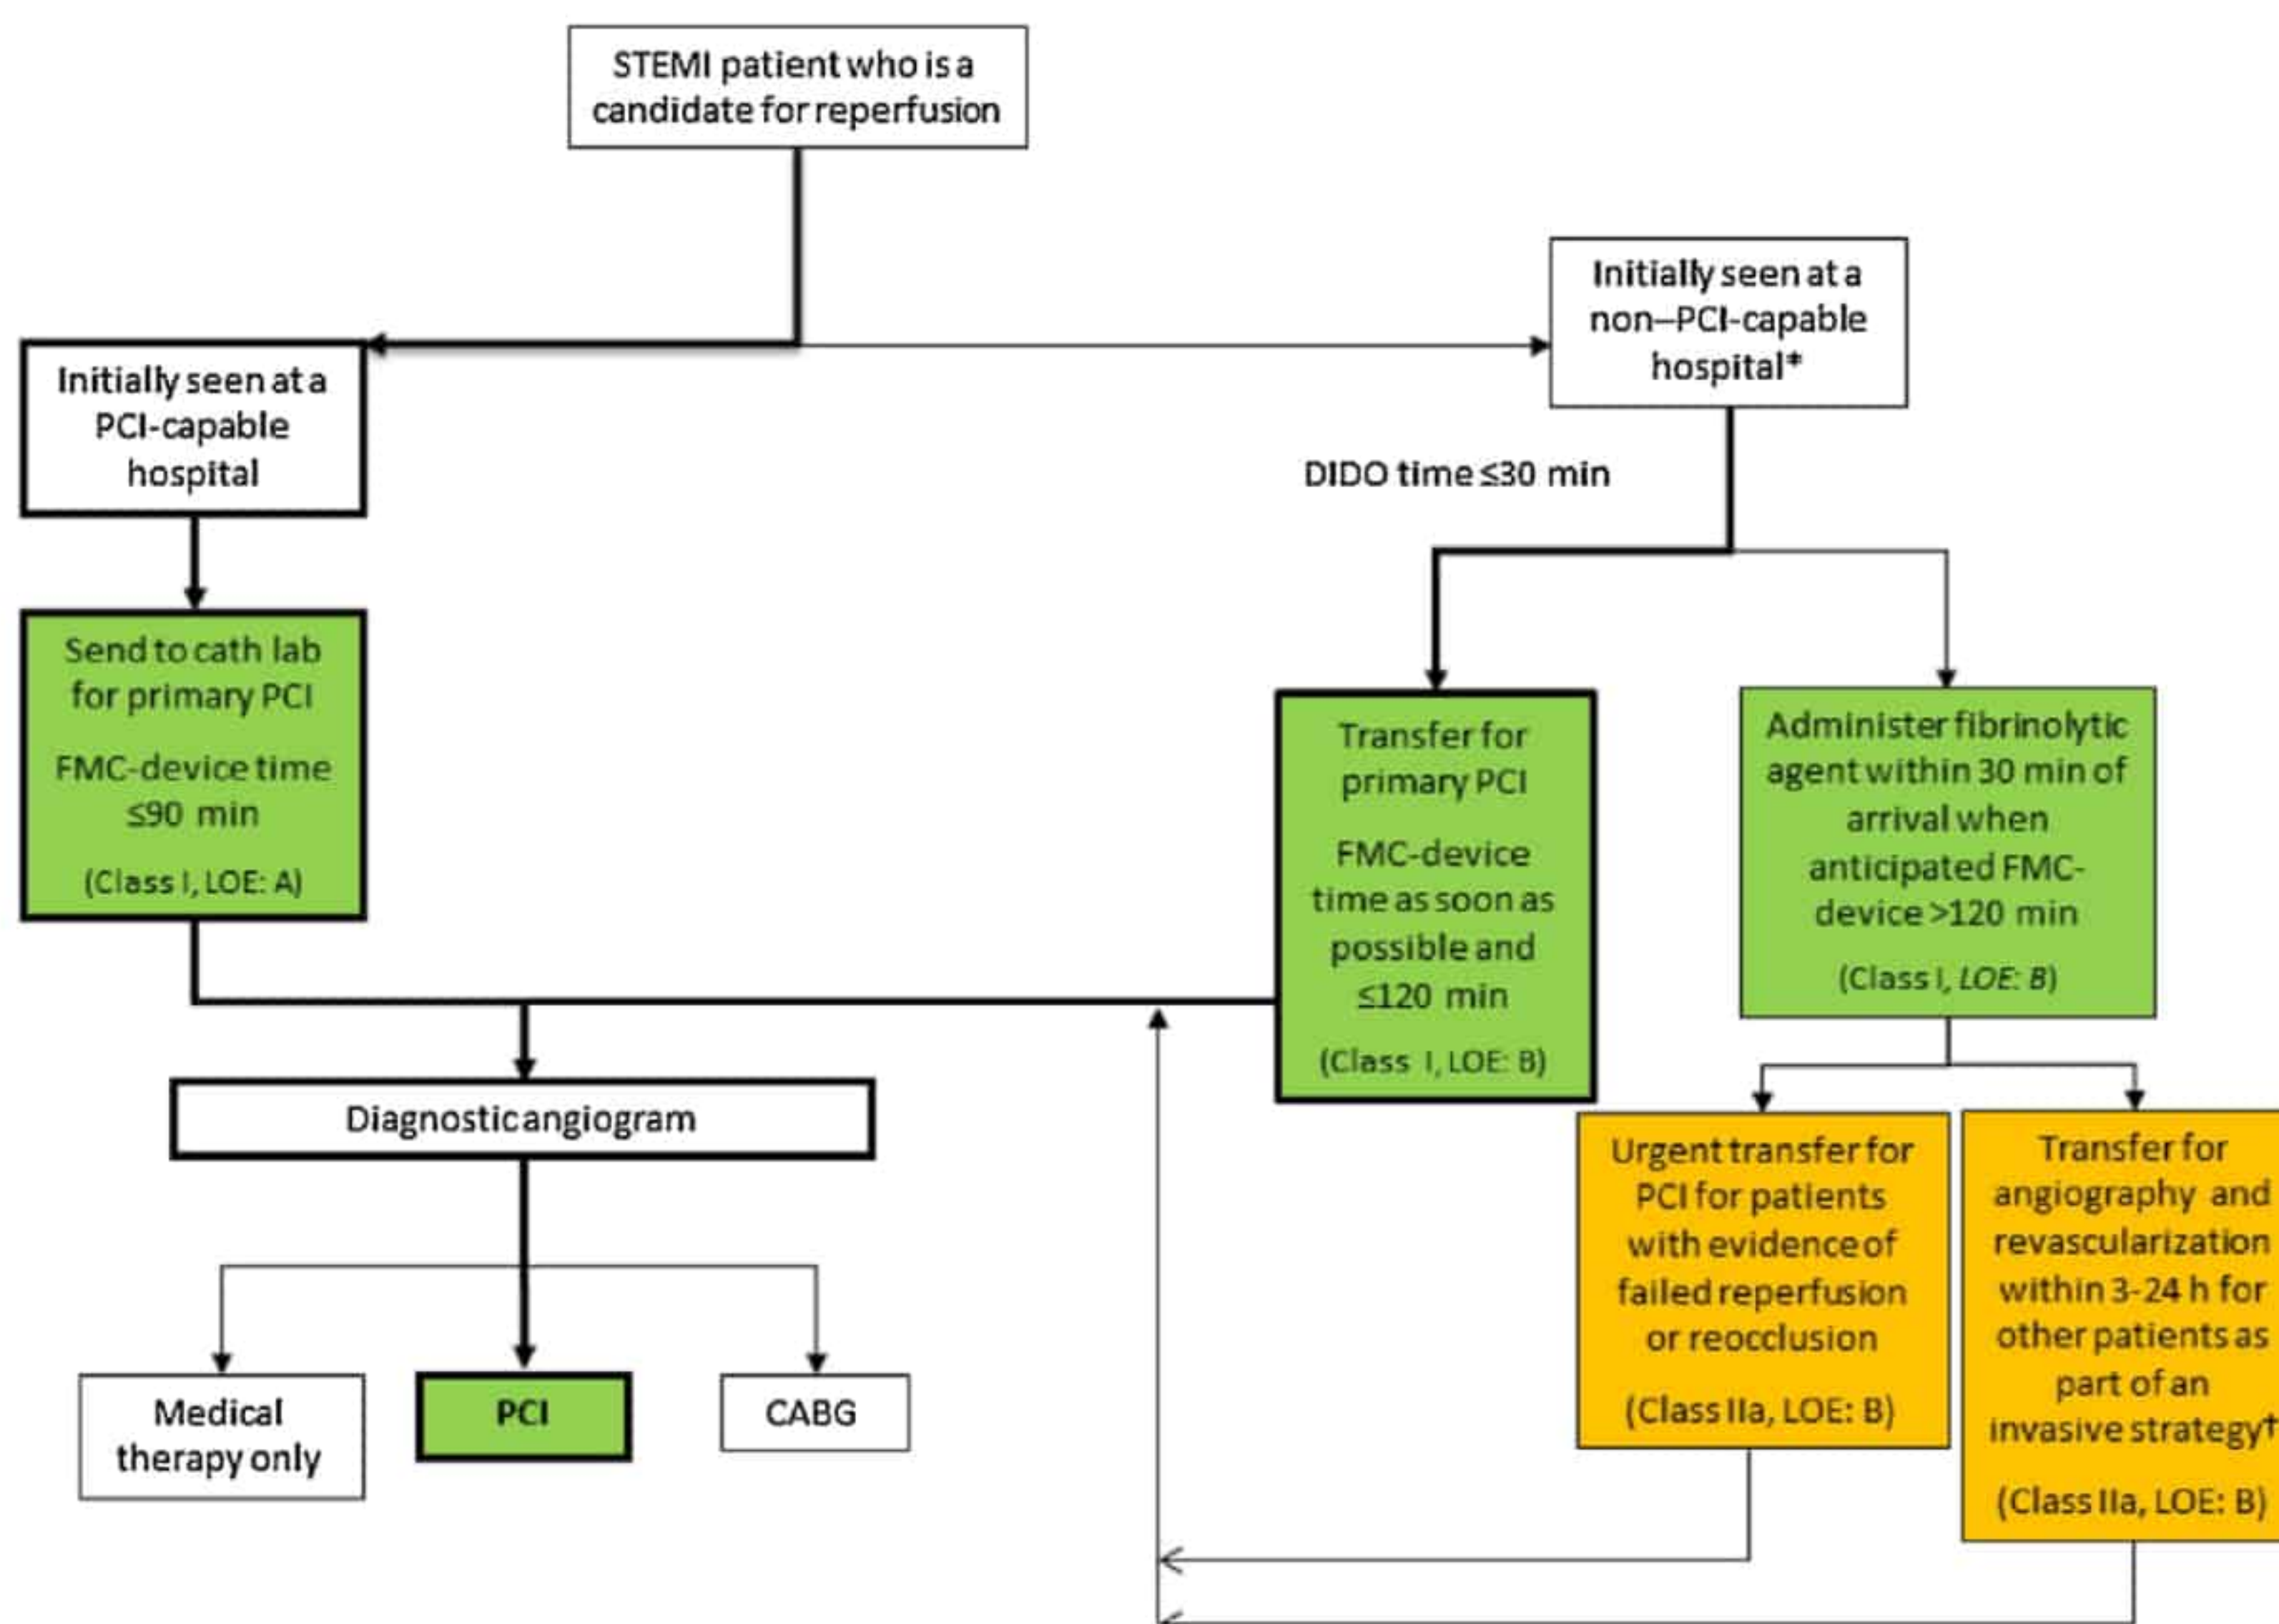 STEMI patient who is a
candidate for reperfusion
Initially seen at a
non–PCI-capable
hospital*
Initially seen at a
PCI-capable
hospital
DIDO time ≤30 min
Send to cath lab
for primary PCI
FMC-device time
≤90 min
(Class I, LOE: A)
Transfer for
primary PCI
FMC-device
time as soon as
possible and
≤120 min
(Class I, LOE: B)
Administer fibrinolytic
agent within 30 min of
arrival when
anticipated FMC-
device >120 min
(Class I, LOE: B)
Diagnostic angiogram
Urgent transfer for
PCI for patients
with evidence of
failed reperfusion
or reocclusion
(Class IIa, LOE: B)
Transfer for
angiography and
revascularization
within 3-24 h for
other patients as
part of an
invasive strategy†
(Class IIa, LOE: B)
Medical
therapy only
PCI
CABG